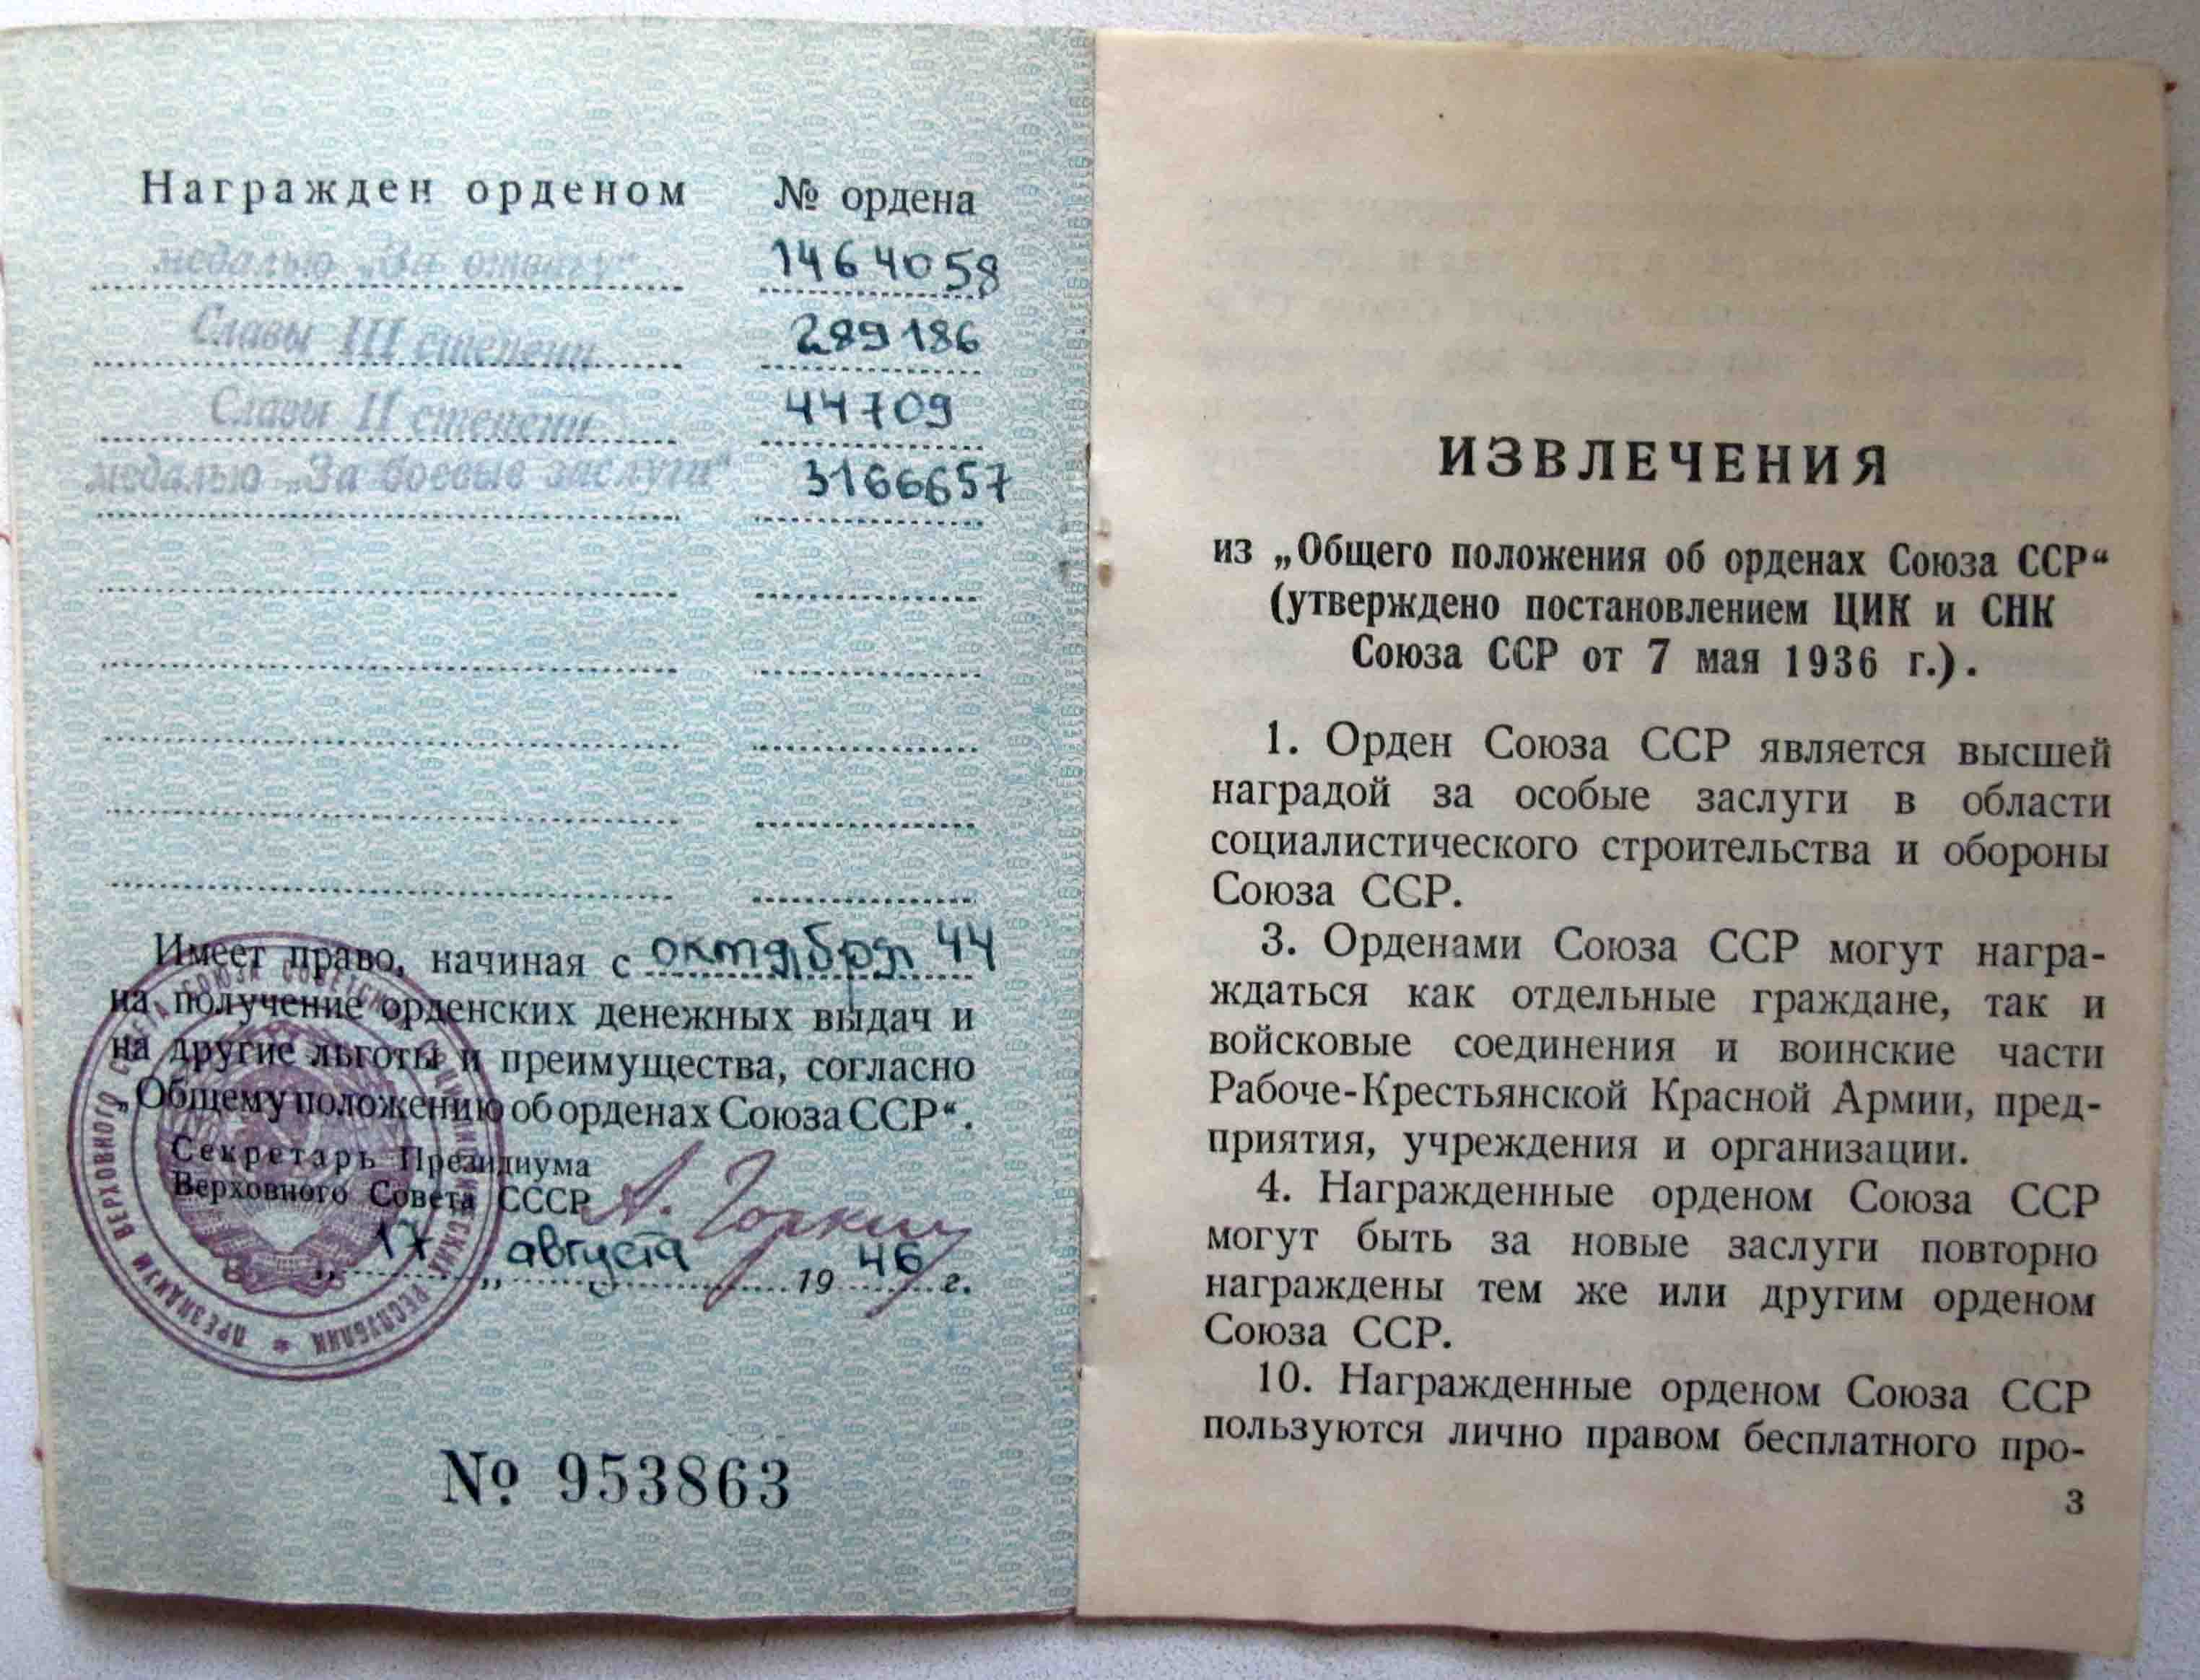 Награжден орденом № ордена
медалью „За отвагу“ 1464058
Славы III степени 289186
Славы II степени 44709
медалью „За боевые заслуги“ 3166657
Имеет право, начиная с октября 44
на получение орденских денежных выдач и
на другие льготы и преимущества, согласно
„Общему положению об орденах Союза ССР“.
Секретарь Президиума
Верховного Совета СССР А. Горкин
„17„ августа 1946 г.
№ 953863
ИЗВЛЕЧЕНИЯ
из „Общего положения об орденах Союза ССР“
(утверждено постановлением ЦИК и СНК
Союза ССР от 7 мая 1936 г.).
1. Орден Союза ССР является высшей
наградой за особые заслуги в области
социалистического строительства и обороны
Союза ССР.
3. Орденами Союза ССР могут награ-
ждаться как отдельные граждане, так и
войсковые соединения и воинские части
Рабоче-Крестьянской Красной Армии, пред-
приятия, учреждения и организации.
4. Награжденные орденом Союза ССР
могут быть за новые заслуги повторно
награждены тем же или другим орденом
Союза ССР.
10. Награжденные орденом Союза ССР
пользуются лично правом бесплатного про-
3